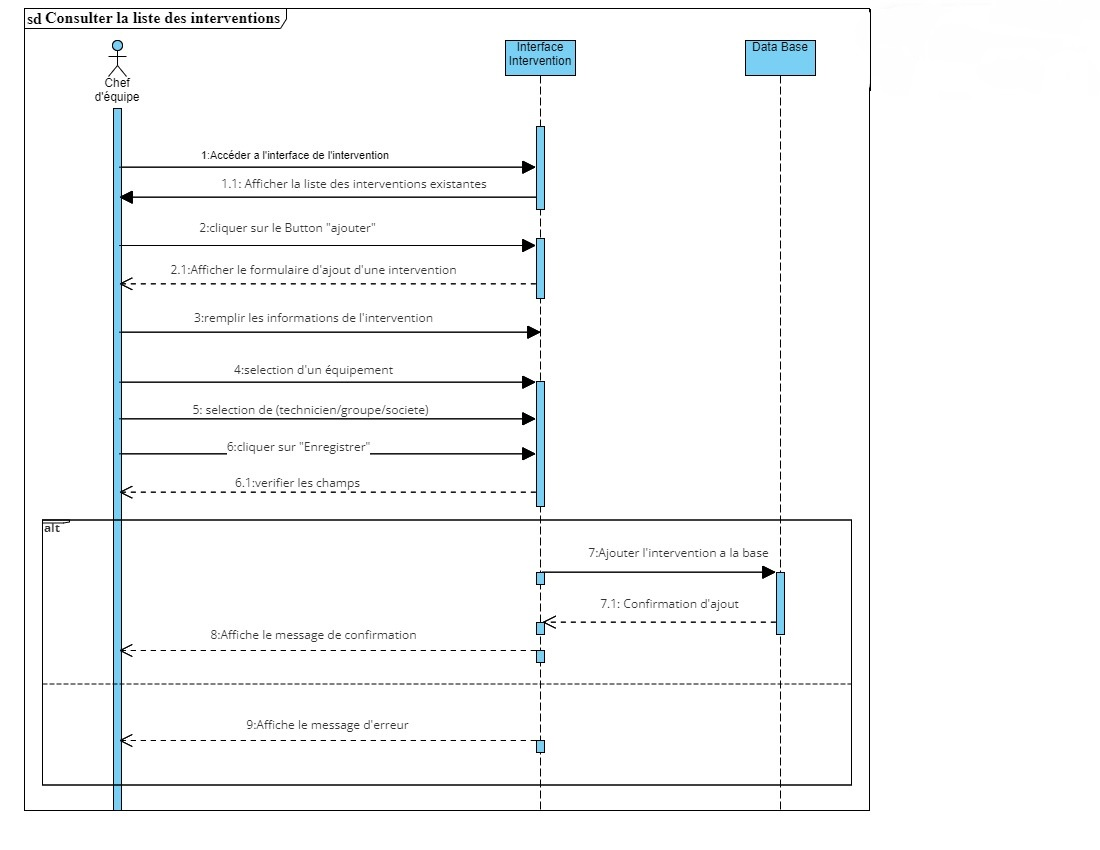 sd Consulter la liste des interventions
Interface
Intervention
Data Base
Chef
d'équipe
1:Accéder a l'interface de l'intervention
1.1: Afficher la liste des interventions existantes
2:cliquer sur le Button "ajouter"
2.1:Afficher le formulaire d'ajout d'une intervention
3:remplir les informations de l'intervention
4:selection d'un équipement
5: selection de (technicien/groupe/societe)
6:cliquer sur "Enregistrer"
6.1:verifier les champs
alt
7:Ajouter l'intervention a la base
7.1: Confirmation d'ajout
8:Affiche le message de confirmation
9:Affiche le message d'erreur